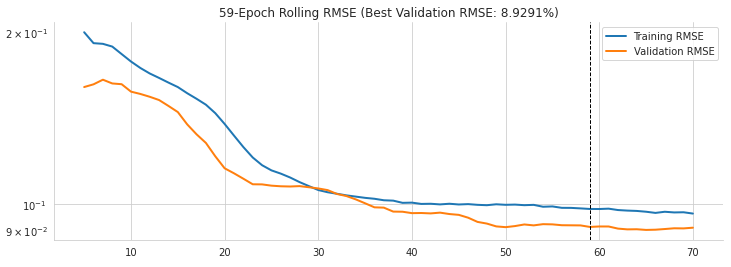 59-Epoch Rolling RMSE (Best Validation RMSE: 8.9291%)
Training RMSE
Validation RMSE
2 × 10⁻¹
10⁻¹
9 × 10⁻²
10 20 30 40 50 60 70